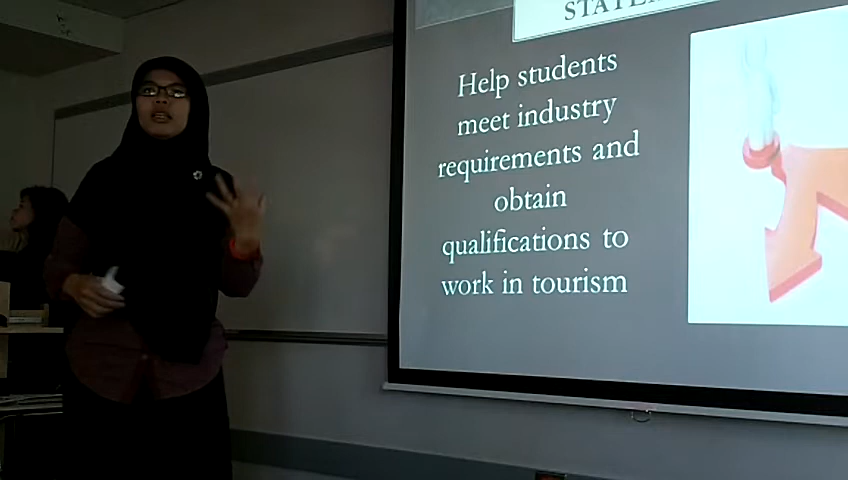 Help students
meet industry
requirements and
obtain
qualifications to
work in tourism